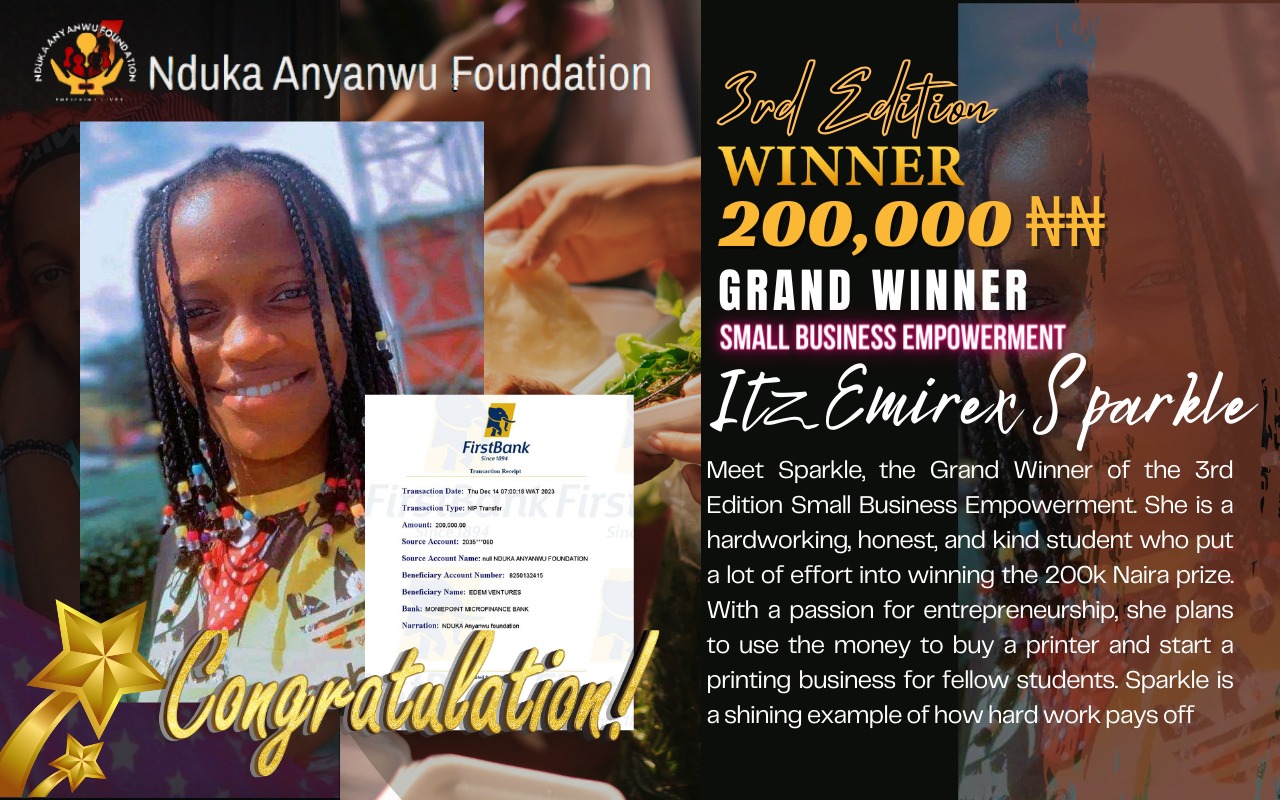 NDUKA ANYANWU FOUNDATION
Nduka Anyanwu Foundation
FirstBank
Since 1894
Transaction Receipt
Transaction Date: Thu Dec 14 07:00:18 WAT 2023
Transaction Type: NIP Transfer
Amount: 200,000.00
Source Account: 2035***060
Source Account Name: null NDUKA ANYANWU FOUNDATION
Beneficiary Account Number: 8250132415
Beneficiary Name: EDEM VENTURES
Bank: MONIEPOINT MICROFINANCE BANK
Narration: NDUKA Anyanwu foundation
Congratulation!
3rd Edition
WINNER
200,000 ₦₦
GRAND WINNER
SMALL BUSINESS EMPOWERMENT
Itz Emirex Sparkle
Meet Sparkle, the Grand Winner of the 3rd
Edition Small Business Empowerment. She is a
hardworking, honest, and kind student who put
a lot of effort into winning the 200k Naira prize.
With a passion for entrepreneurship, she plans
to use the money to buy a printer and start a
printing business for fellow students. Sparkle is
a shining example of how hard work pays off